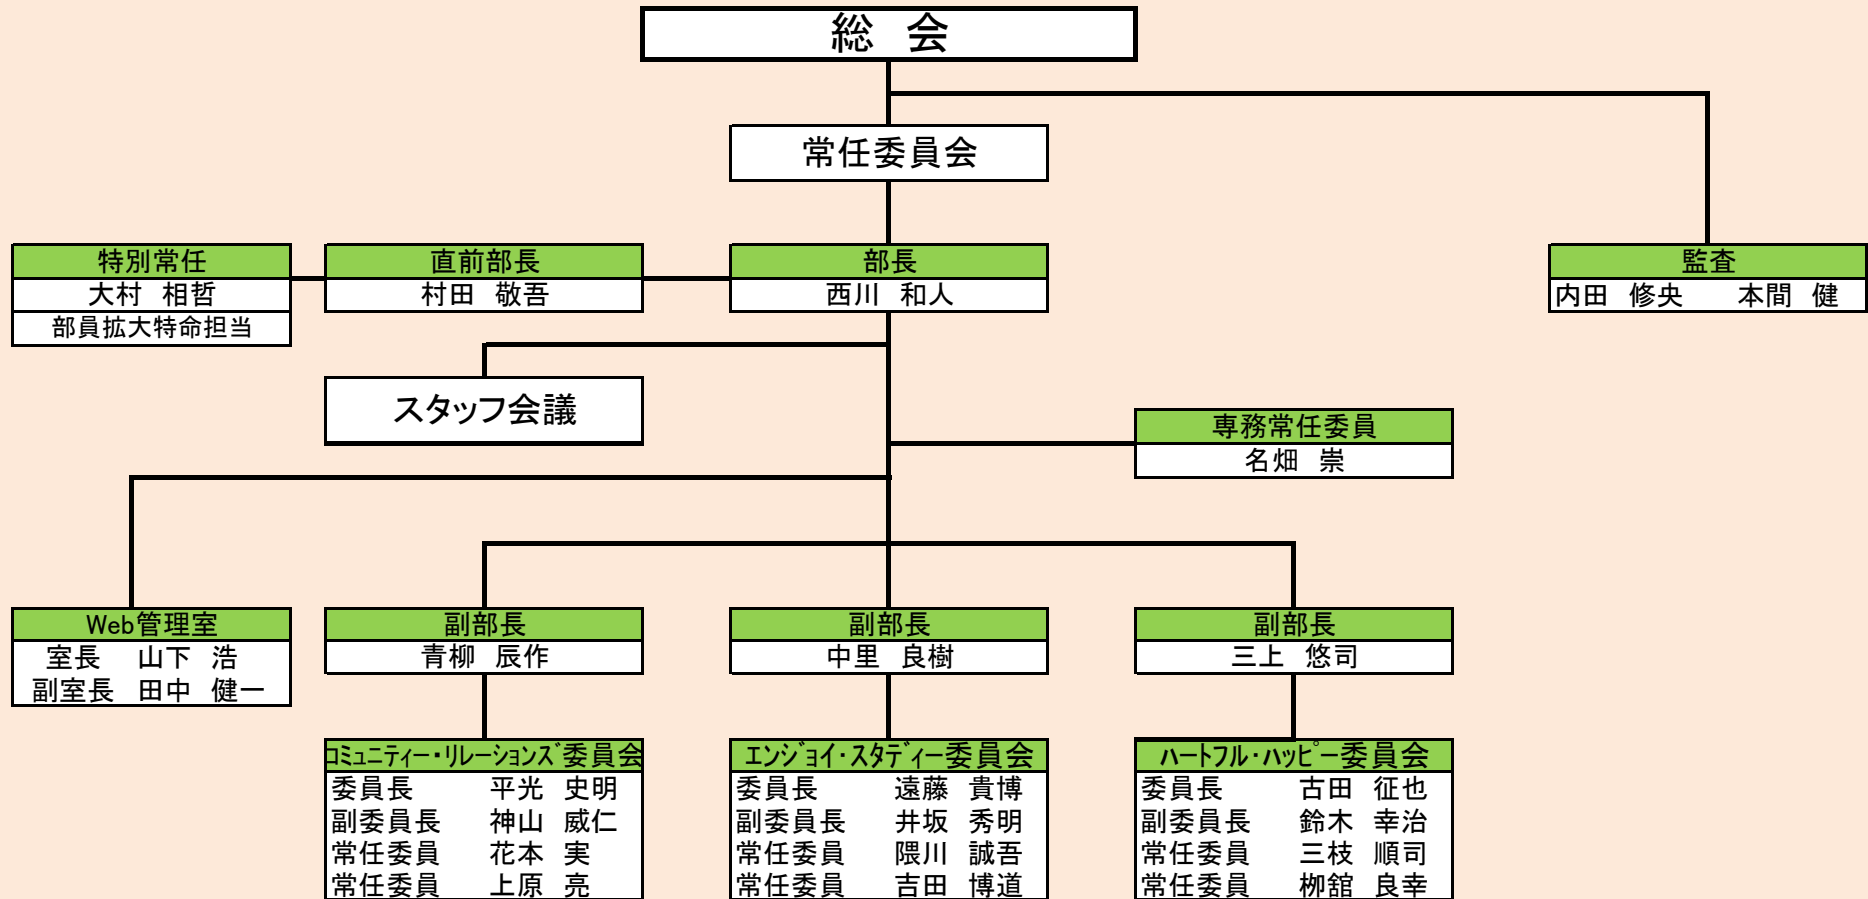 総　会
常任委員会
特別常任
大村　相哲
部員拡大特命担当
直前部長
村田　敬吾
部長
西川　和人
監査
内田　修央　　本間　健
スタッフ会議
専務常任委員
名畑　崇
Web管理室
室長　山下　浩
副室長　田中　健一
副部長
青柳　辰作
副部長
中里　良樹
副部長
三上　悠司
コミュニティー・リレーションズ委員会
委員長　平光　史明
副委員長　神山　威仁
常任委員　花本　実
常任委員　上原　亮
エンジョイ・スタディー委員会
委員長　遠藤　貴博
副委員長　井坂　秀明
常任委員　隈川　誠吾
常任委員　吉田　博道
ハートフル・ハッピー委員会
委員長　古田　征也
副委員長　鈴木　幸治
常任委員　三枝　順司
常任委員　栁舘　良幸